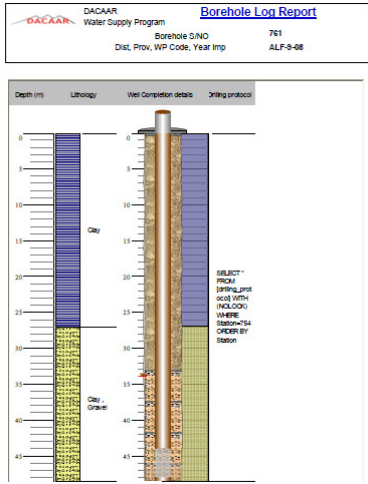 DACAAR
DACAAR
Water Supply Program
Borehole Log Report
Borehole S/NO
761
Dist, Prov, WP Code, Year Imp
ALF-9-08
Depth (m)
Lithology
Well Completion details
Drilling protocol
0
5
10
15
20
25
30
35
40
45
Clay
Clay ,
Gravel
0
5
10
15
20
25
30
35
40
45
SELECT *
FROM
[drilling_prot
ocol] WITH
(NOLOCK)
WHERE
Station=754
ORDER BY
Station